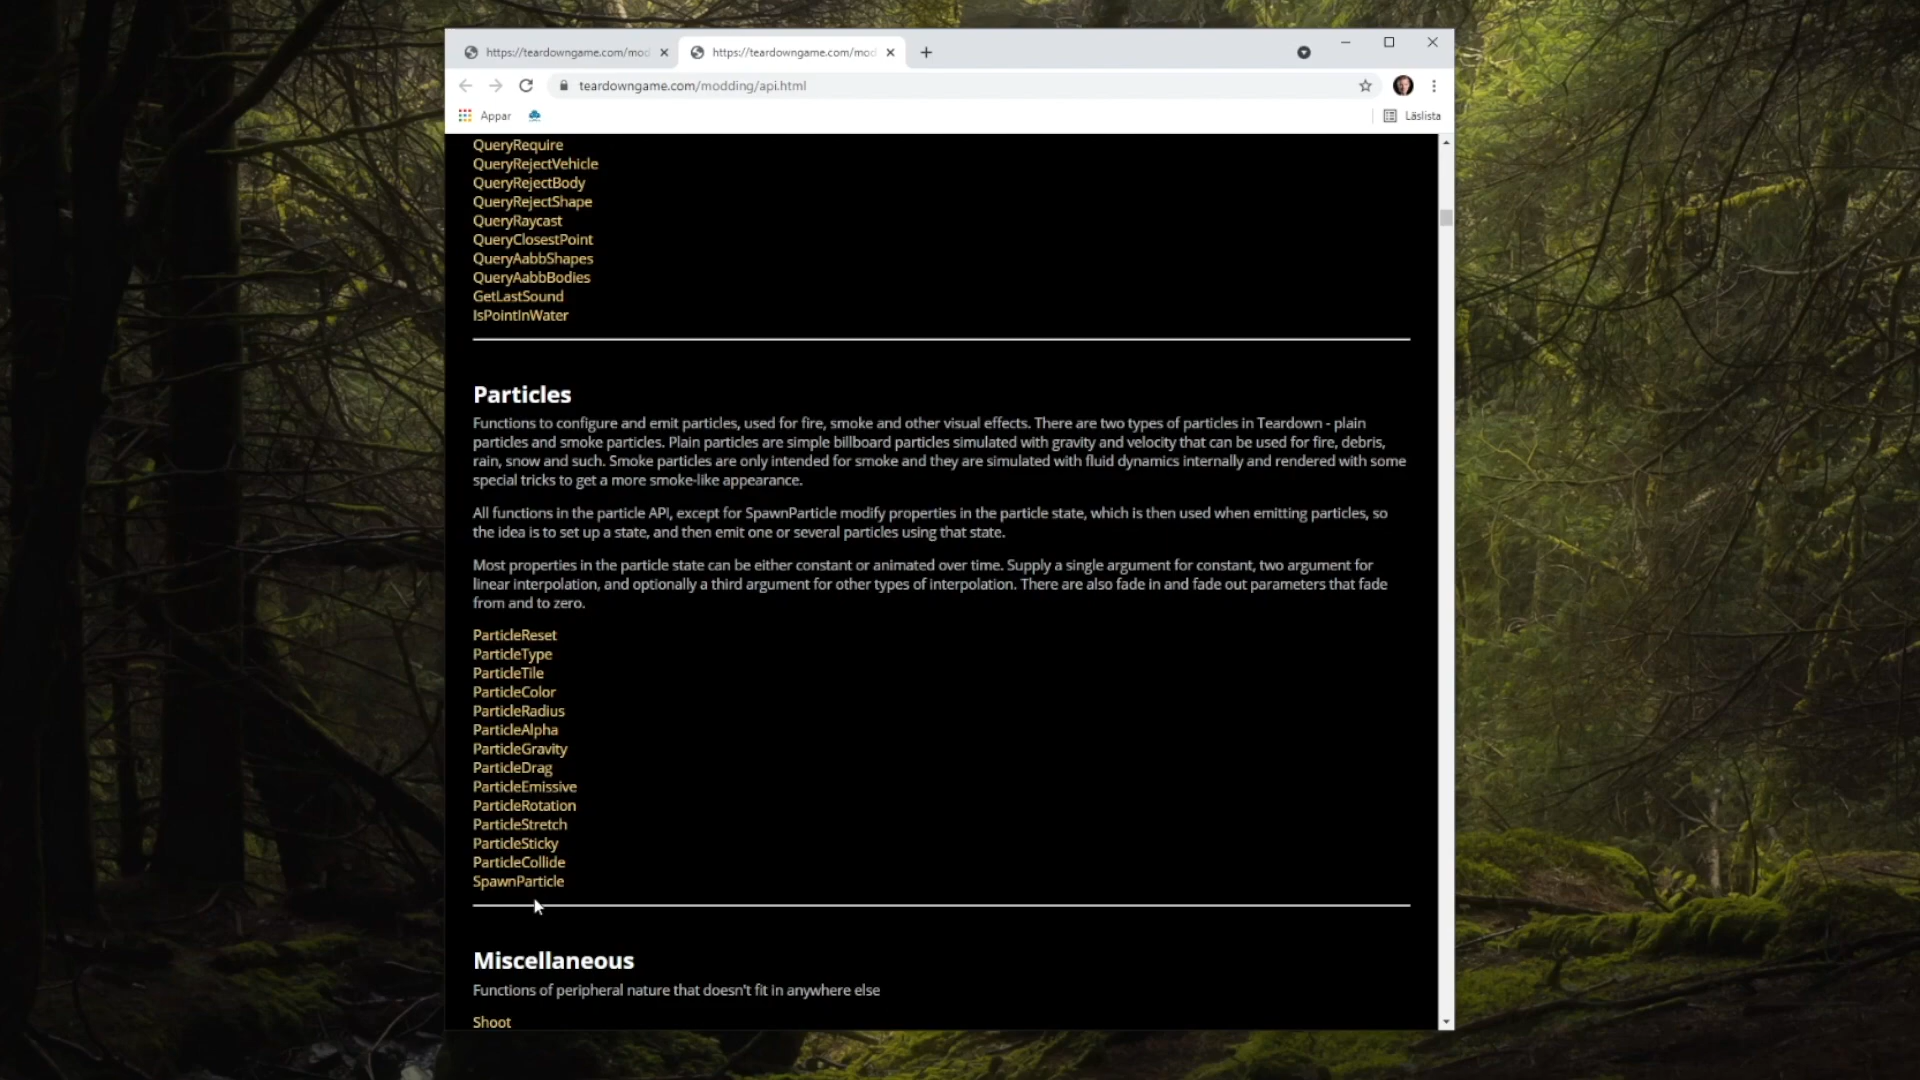 https://teardowngame.com/mod
https://teardowngame.com/mod
teardowngame.com/modding/api.html
Appar
Läslista
QueryRequire
QueryRejectVehicle
QueryRejectBody
QueryRejectShape
QueryRaycast
QueryClosestPoint
QueryAabbShapes
QueryAabbBodies
GetLastSound
IsPointInWater
Particles
Functions to configure and emit particles, used for fire, smoke and other visual effects. There are two types of particles in Teardown - plain
particles and smoke particles. Plain particles are simple billboard particles simulated with gravity and velocity that can be used for fire, debris,
rain, snow and such. Smoke particles are only intended for smoke and they are simulated with fluid dynamics internally and rendered with some
special tricks to get a more smoke-like appearance.
All functions in the particle API, except for SpawnParticle modify properties in the particle state, which is then used when emitting particles, so
the idea is to set up a state, and then emit one or several particles using that state.
Most properties in the particle state can be either constant or animated over time. Supply a single argument for constant, two argument for
linear interpolation, and optionally a third argument for other types of interpolation. There are also fade in and fade out parameters that fade
from and to zero.
ParticleReset
ParticleType
ParticleTile
ParticleColor
ParticleRadius
ParticleAlpha
ParticleGravity
ParticleDrag
ParticleEmissive
ParticleRotation
ParticleStretch
ParticleSticky
ParticleCollide
SpawnParticle
Miscellaneous
Functions of peripheral nature that doesn't fit in anywhere else
Shoot